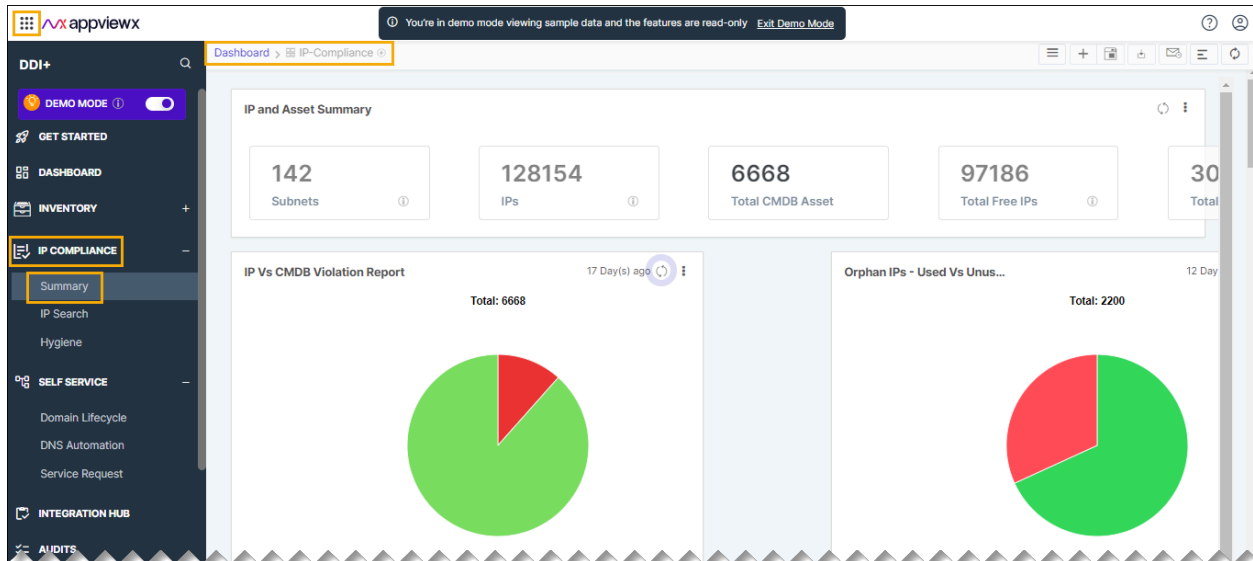 appviewx
You're in demo mode viewing sample data and the features are read-only Exit Demo Mode
DDI+
DEMO MODE
GET STARTED
DASHBOARD
INVENTORY +
IP COMPLIANCE –
Summary
IP Search
Hygiene
SELF SERVICE –
Domain Lifecycle
DNS Automation
Service Request
INTEGRATION HUB
AUDITS
Dashboard > IP-Compliance
IP and Asset Summary
142
Subnets
128154
IPs
6668
Total CMDB Asset
97186
Total Free IPs
30
Total
IP Vs CMDB Violation Report 17 Day(s) ago
Total: 6668
Orphan IPs - Used Vs Unus... 12 Day
Total: 2200